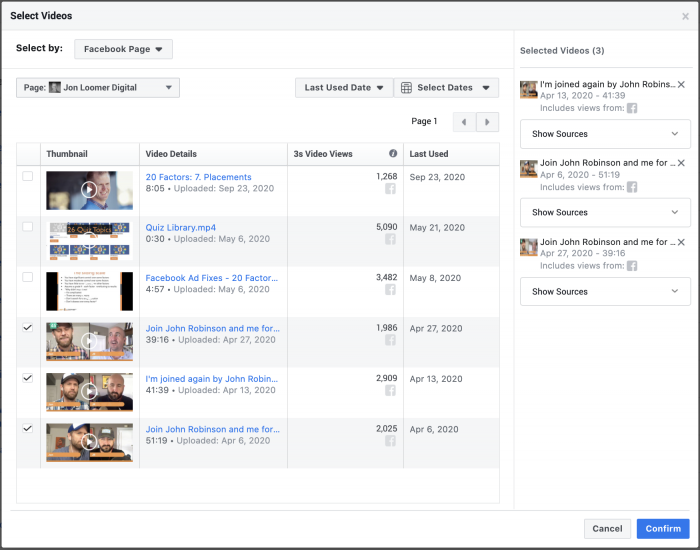 Select Videos
Select by:
Facebook Page
Page: Jon Loomer Digital
Last Used Date
Select Dates
Page 1
Thumbnail
Video Details
3s Video Views
Last Used
20 Factors: 7. Placements
8:05 • Uploaded: Sep 23, 2020
1,268
Sep 23, 2020
26 Quiz Topics
Quiz Library.mp4
0:30 • Uploaded: May 6, 2020
5,090
May 21, 2020
Facebook Ad Fixes - 20 Factor...
4:57 • Uploaded: May 6, 2020
3,482
May 8, 2020
Join John Robinson and me for...
39:16 • Uploaded: Apr 27, 2020
1,986
Apr 27, 2020
I'm joined again by John Robin...
41:39 • Uploaded: Apr 13, 2020
2,909
Apr 13, 2020
Join John Robinson and me for...
51:19 • Uploaded: Apr 6, 2020
2,025
Apr 6, 2020
Selected Videos (3)
I'm joined again by John Robins...
Apr 13, 2020 - 41:39
Includes views from:
Show Sources
Join John Robinson and me for ...
Apr 6, 2020 - 51:19
Includes views from:
Show Sources
Join John Robinson and me for ...
Apr 27, 2020 - 39:16
Includes views from:
Show Sources
Cancel
Confirm